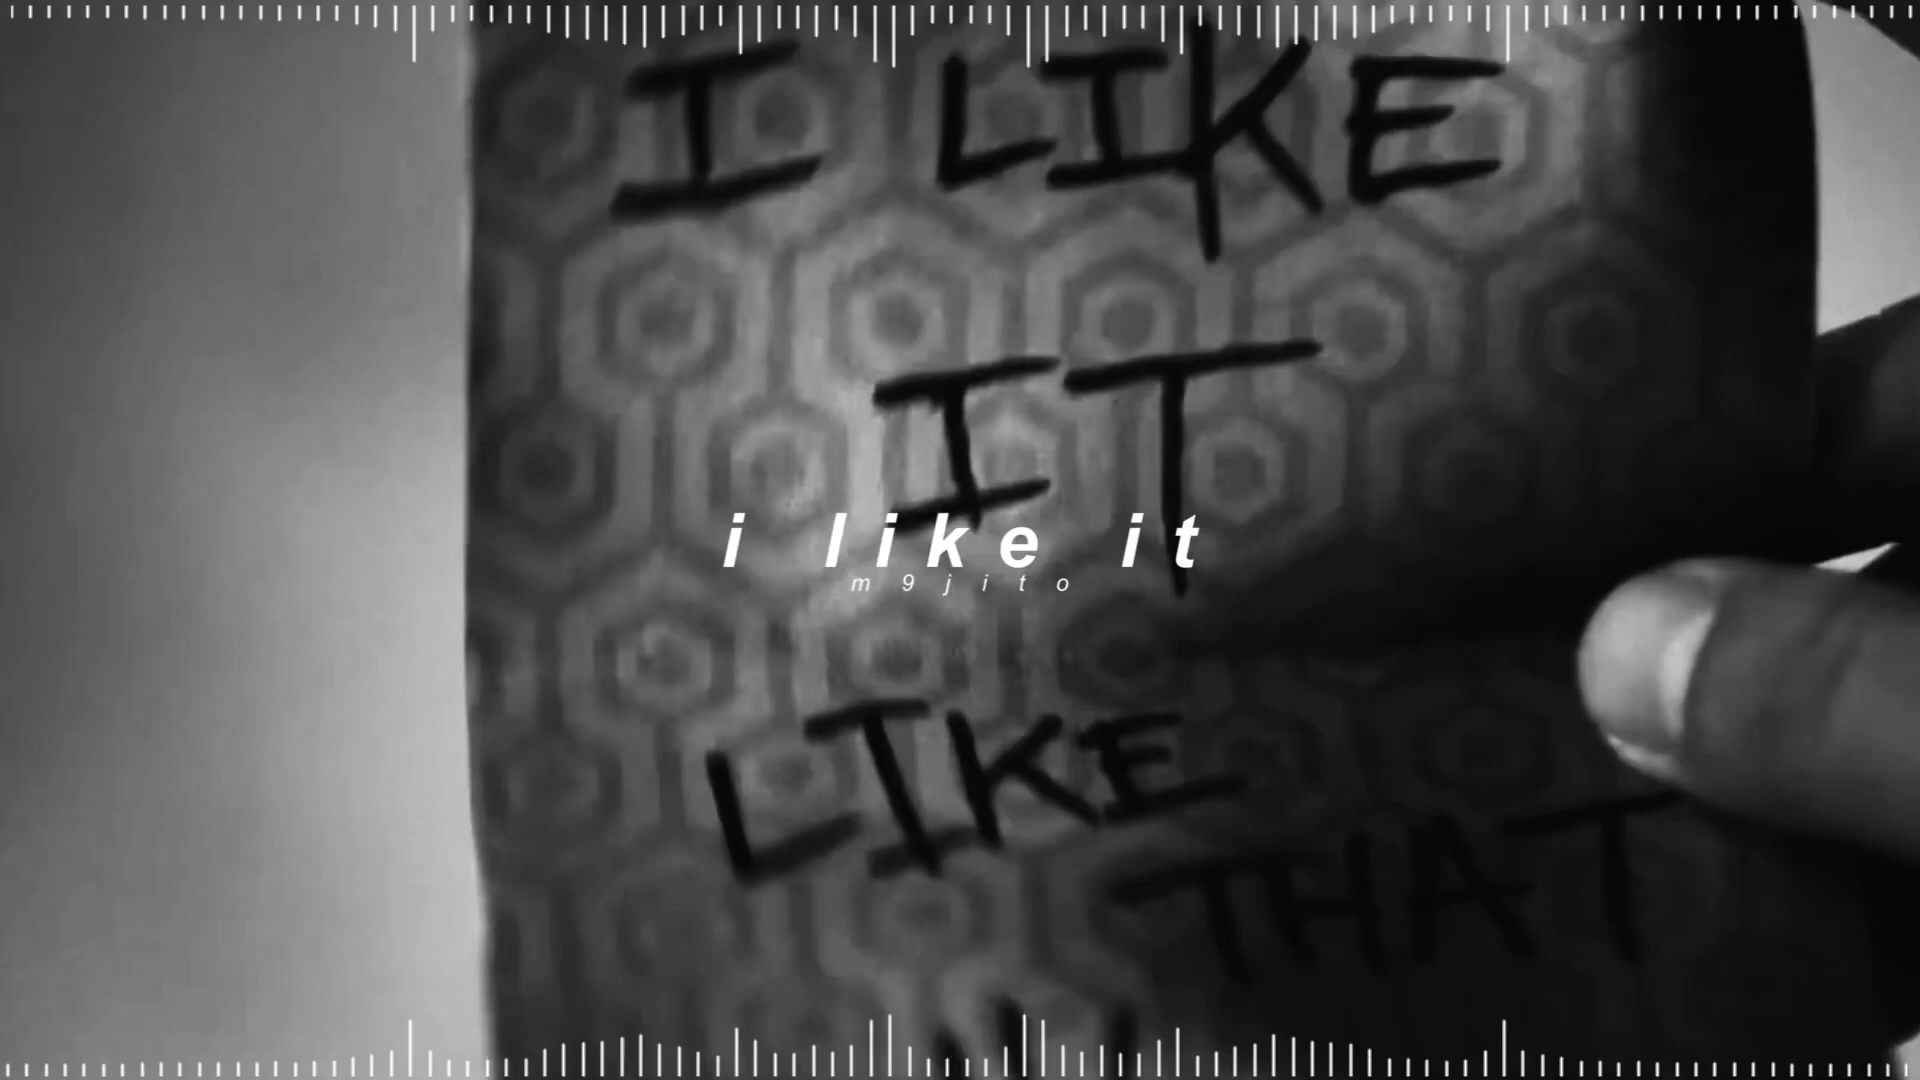 I LIKE
IT
i like it
m9jito
LIKE
THAT